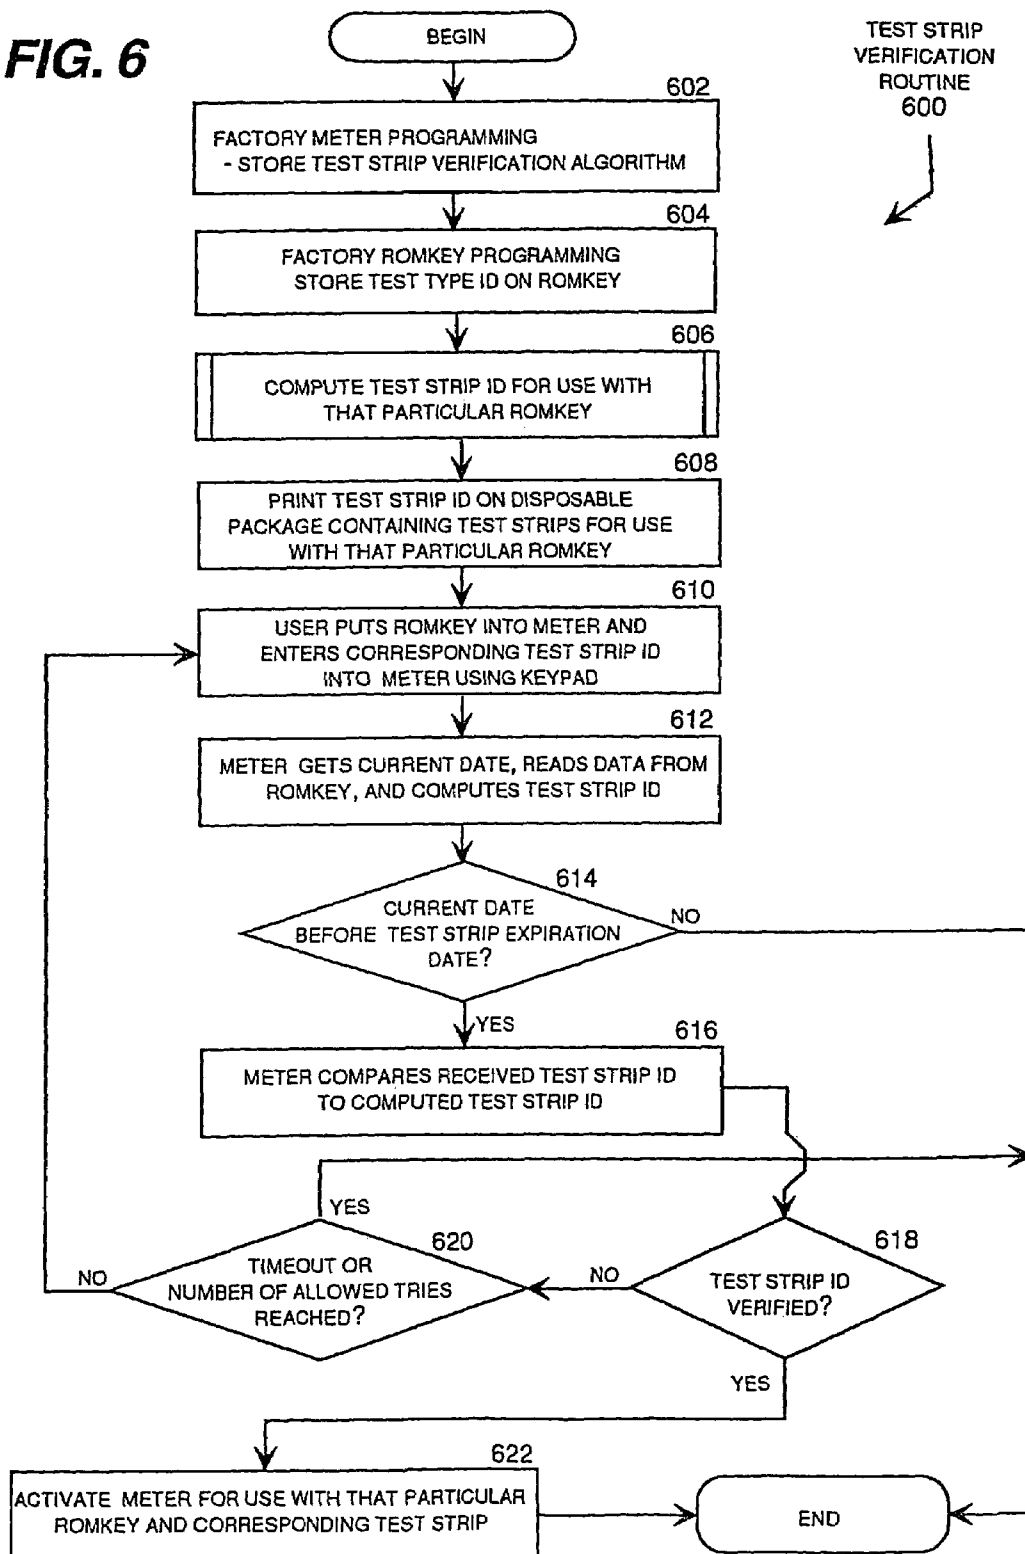 FIG. 6
BEGIN
TEST STRIP
VERIFICATION
ROUTINE
600
602
FACTORY METER PROGRAMMING
- STORE TEST STRIP VERIFICATION ALGORITHM
604
FACTORY ROMKEY PROGRAMMING
STORE TEST TYPE ID ON ROMKEY
606
COMPUTE TEST STRIP ID FOR USE WITH
THAT PARTICULAR ROMKEY
608
PRINT TEST STRIP ID ON DISPOSABLE
PACKAGE CONTAINING TEST STRIPS FOR USE
WITH THAT PARTICULAR ROMKEY
610
USER PUTS ROMKEY INTO METER AND
ENTERS CORRESPONDING TEST STRIP ID
INTO METER USING KEYPAD
612
METER GETS CURRENT DATE, READS DATA FROM
ROMKEY, AND COMPUTES TEST STRIP ID
614
CURRENT DATE
BEFORE TEST STRIP EXPIRATION
DATE?
NO
YES
616
METER COMPARES RECEIVED TEST STRIP ID
TO COMPUTED TEST STRIP ID
YES
620
TIMEOUT OR
NUMBER OF ALLOWED TRIES
REACHED?
NO
NO
618
TEST STRIP ID
VERIFIED?
YES
622
ACTIVATE METER FOR USE WITH THAT PARTICULAR
ROMKEY AND CORRESPONDING TEST STRIP
END